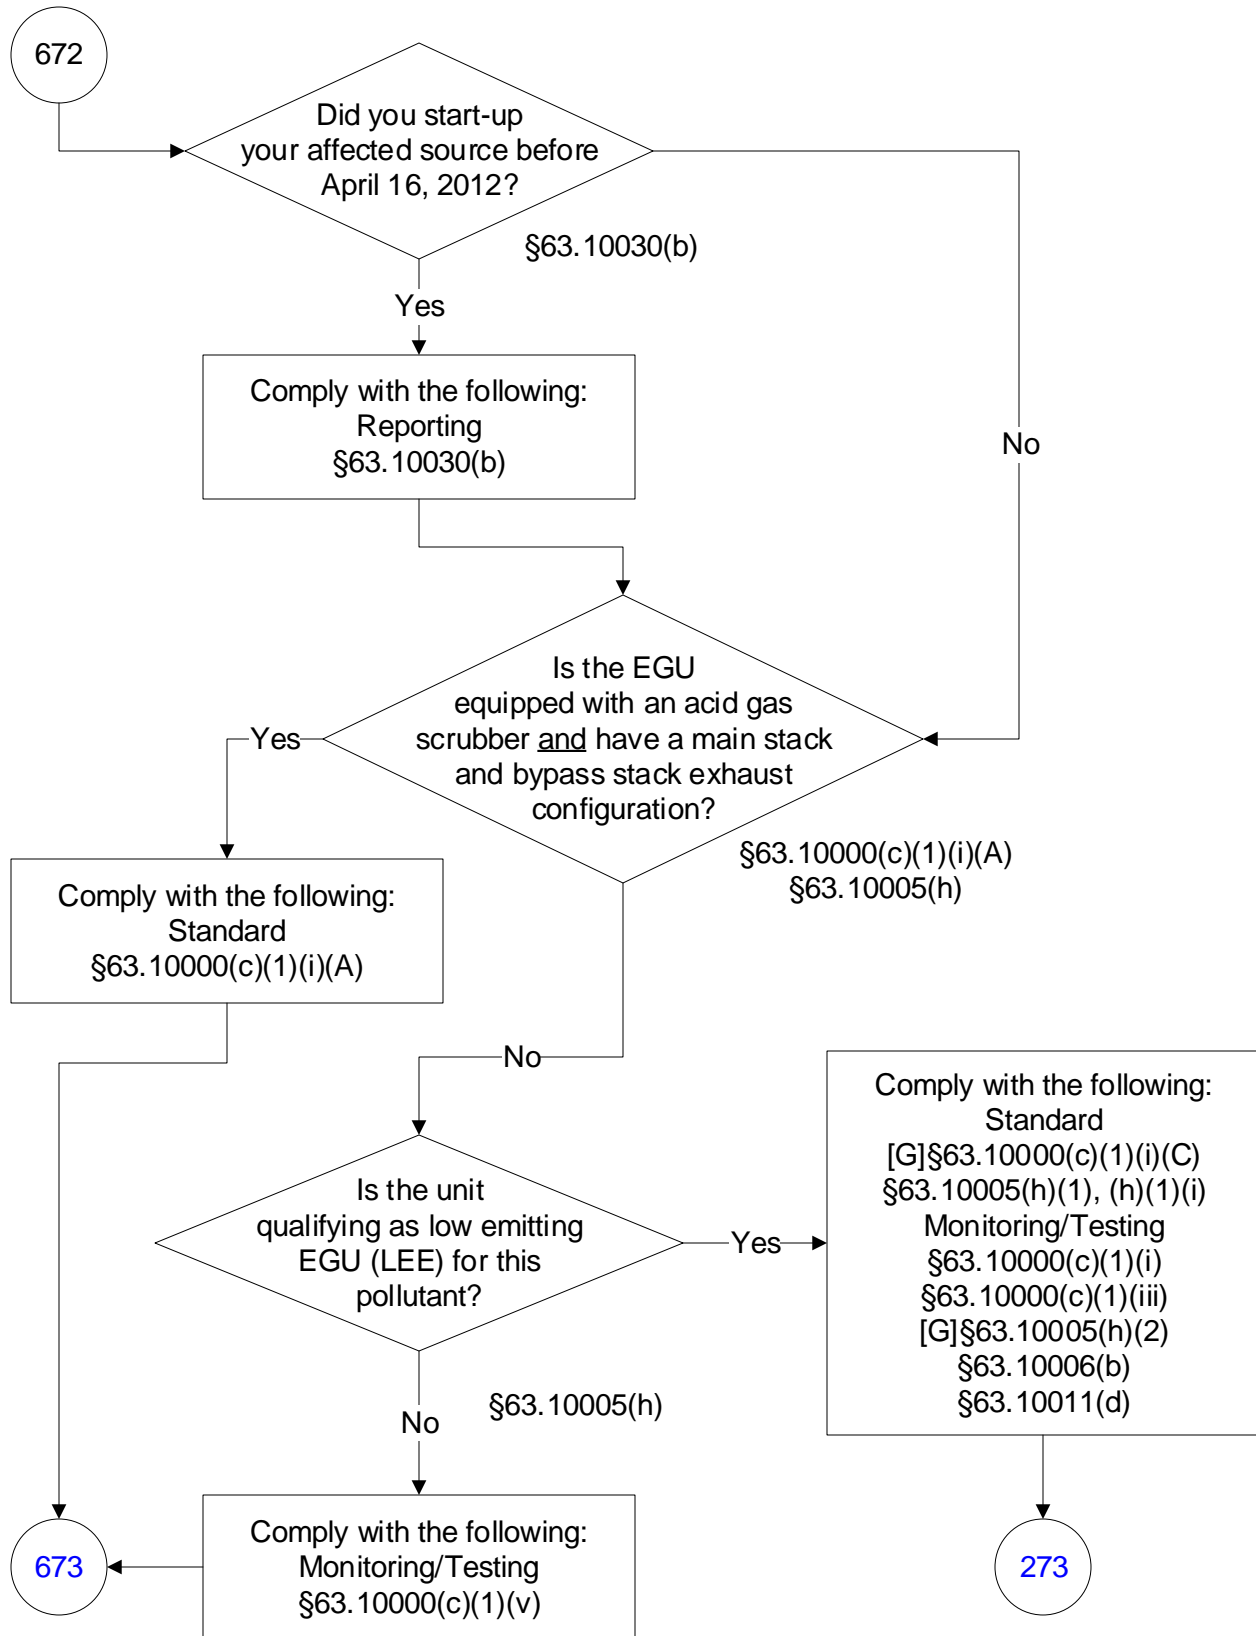 672
Did you start-up
your affected source before
April 16, 2012?
§63.10030(b)
Yes
Comply with the following:
Reporting
§63.10030(b)
No
Is the EGU
equipped with an acid gas
scrubber and have a main stack
and bypass stack exhaust
configuration?
Yes
§63.10000(c)(1)(i)(A)
§63.10005(h)
Comply with the following:
Standard
§63.10000(c)(1)(i)(A)
No
Is the unit
qualifying as low emitting
EGU (LEE) for this
pollutant?
Yes
Comply with the following:
Standard
[G]§63.10000(c)(1)(i)(C)
§63.10005(h)(1), (h)(1)(i)
Monitoring/Testing
§63.10000(c)(1)(i)
§63.10000(c)(1)(iii)
[G]§63.10005(h)(2)
§63.10006(b)
§63.10011(d)
§63.10005(h)
No
Comply with the following:
Monitoring/Testing
§63.10000(c)(1)(v)
673
273